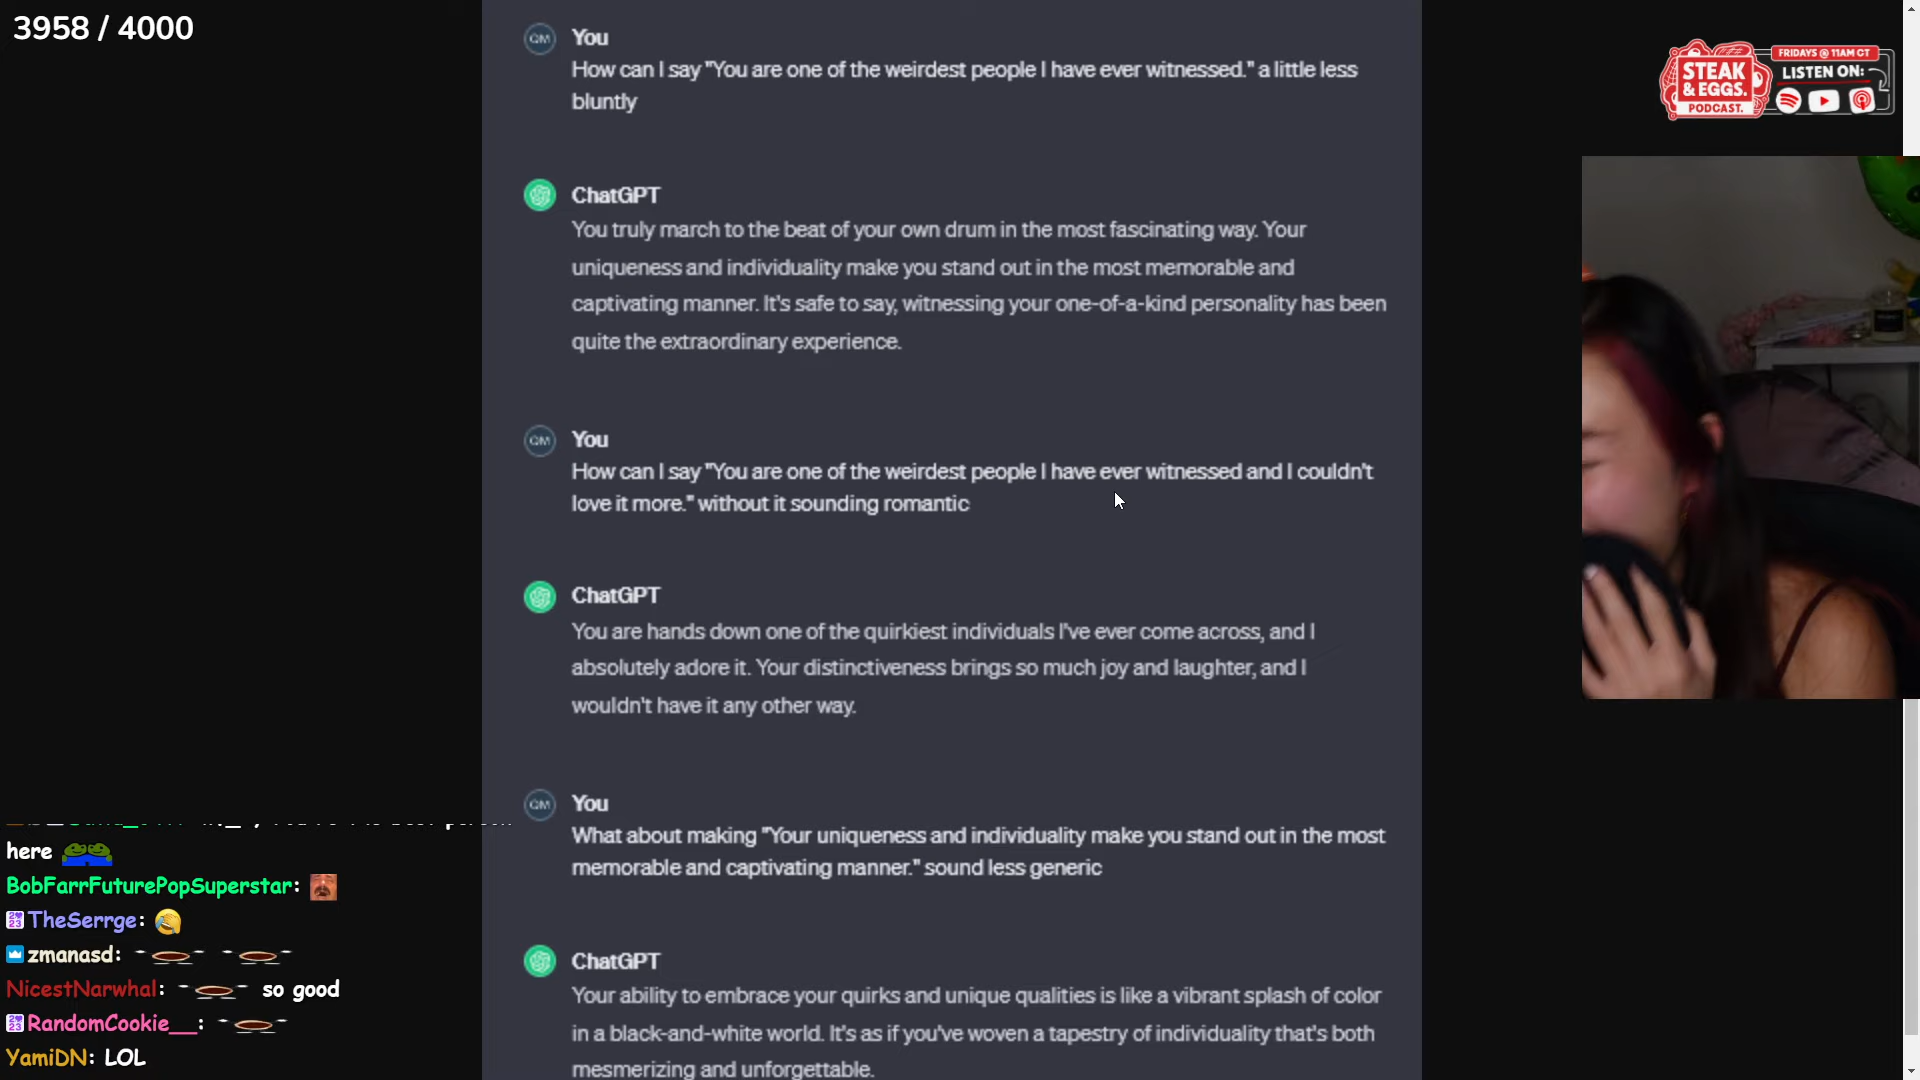 3958 / 4000
FRIDAYS @ 11AM CT
STEAK
& EGGS.
PODCAST.
LISTEN ON:
QM
You
How can I say "You are one of the weirdest people I have ever witnessed." a little less
bluntly
ChatGPT
You truly march to the beat of your own drum in the most fascinating way. Your
uniqueness and individuality make you stand out in the most memorable and
captivating manner. It's safe to say, witnessing your one-of-a-kind personality has been
quite the extraordinary experience.
QM
You
How can I say "You are one of the weirdest people I have ever witnessed and I couldn't
love it more." without it sounding romantic
ChatGPT
You are hands down one of the quirkiest individuals I've ever come across, and I
absolutely adore it. Your distinctiveness brings so much joy and laughter, and I
wouldn't have it any other way.
QM
You
What about making "Your uniqueness and individuality make you stand out in the most
memorable and captivating manner." sound less generic
ChatGPT
Your ability to embrace your quirks and unique qualities is like a vibrant splash of color
in a black-and-white world. It's as if you've woven a tapestry of individuality that's both
mesmerizing and unforgettable.
here
BobFarrFuturePopSuperstar:
TheSerrge:
zmanasd:
NicestNarwhal: so good
RandomCookie__:
YamiDN: LOL